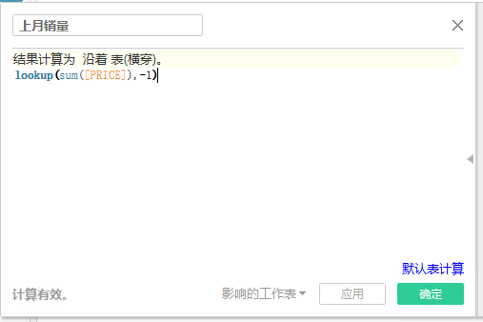 上月销量
结果计算为 沿着 表(横穿)。
lookup(sum([PRICE]),-1)
默认表计算
计算有效。
影响的工作表
应用
确定